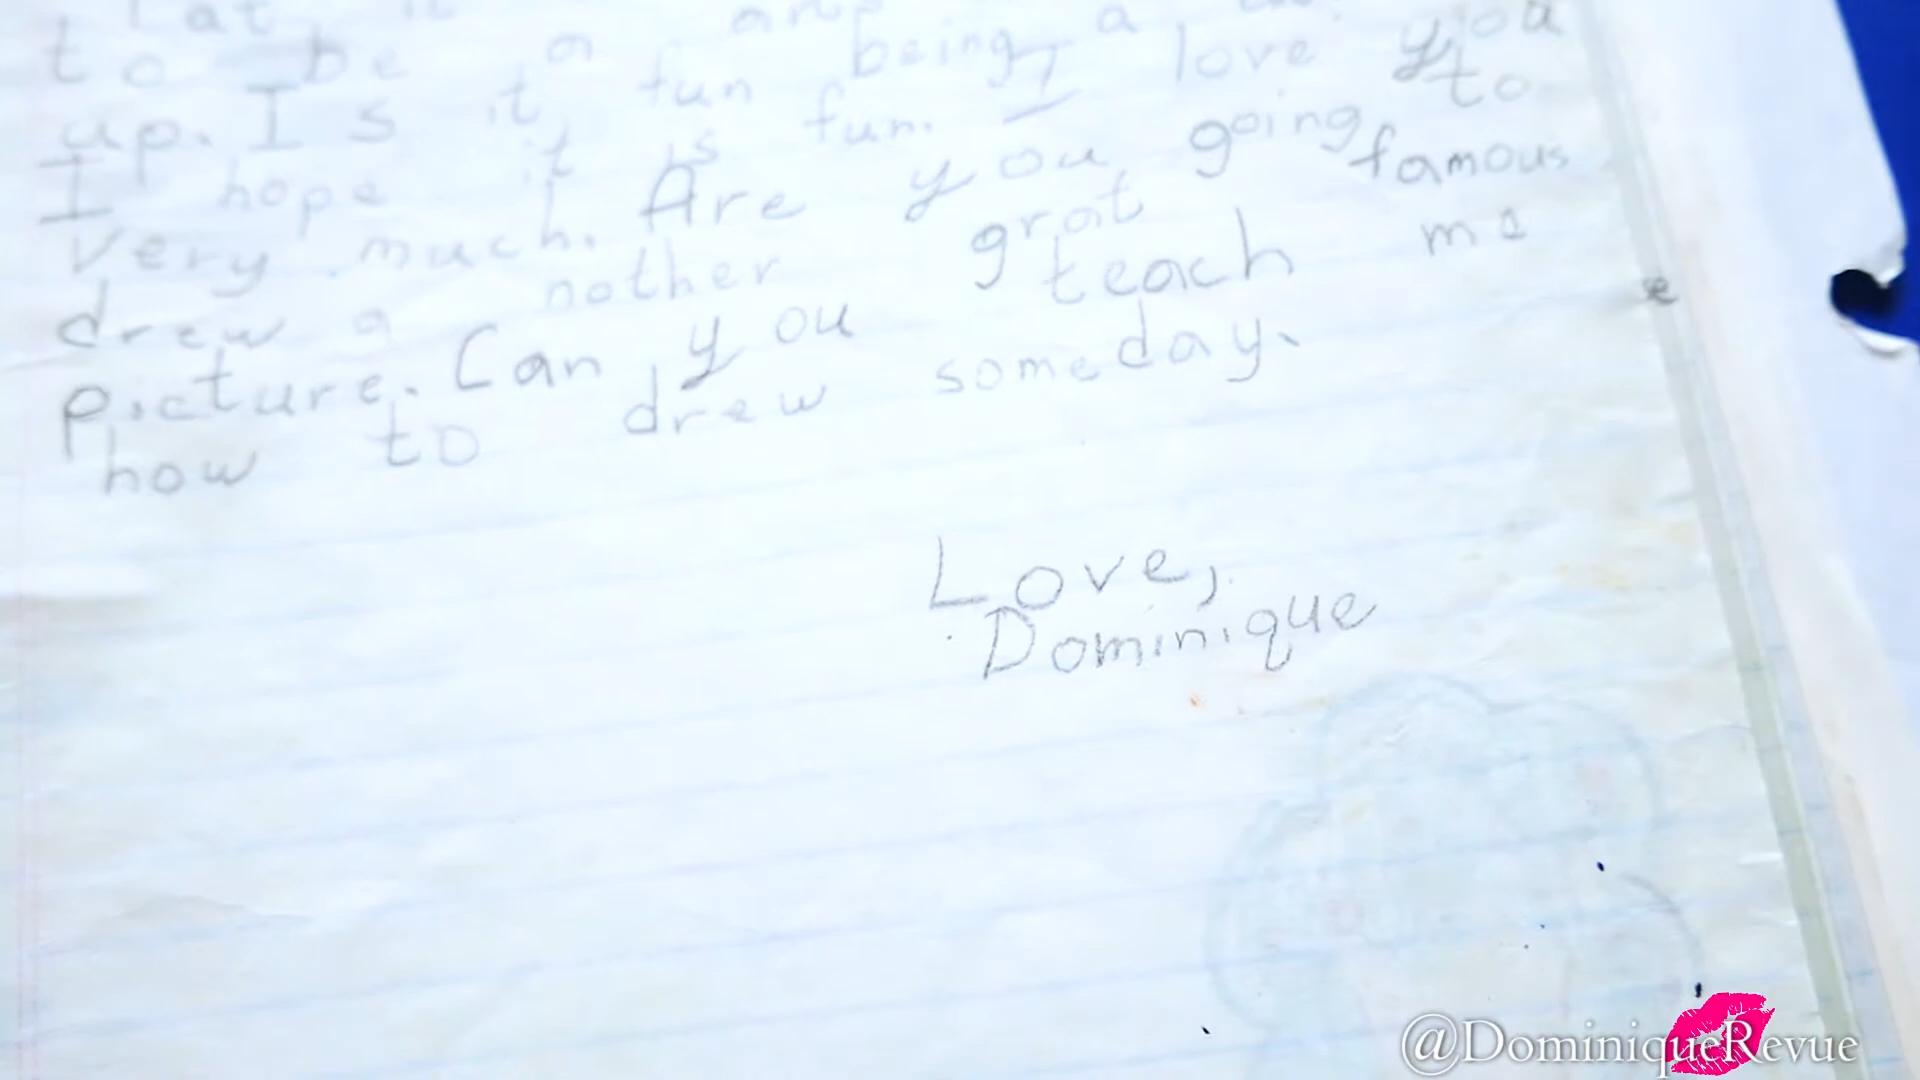 to be a
up. Is it fun being a
I hope it is fun. I love you
very much. Are you going to
drew a nother grat famous
picture. Can you teach me
how to drew someday.
Love,
Dominique
@DominiqueRevue